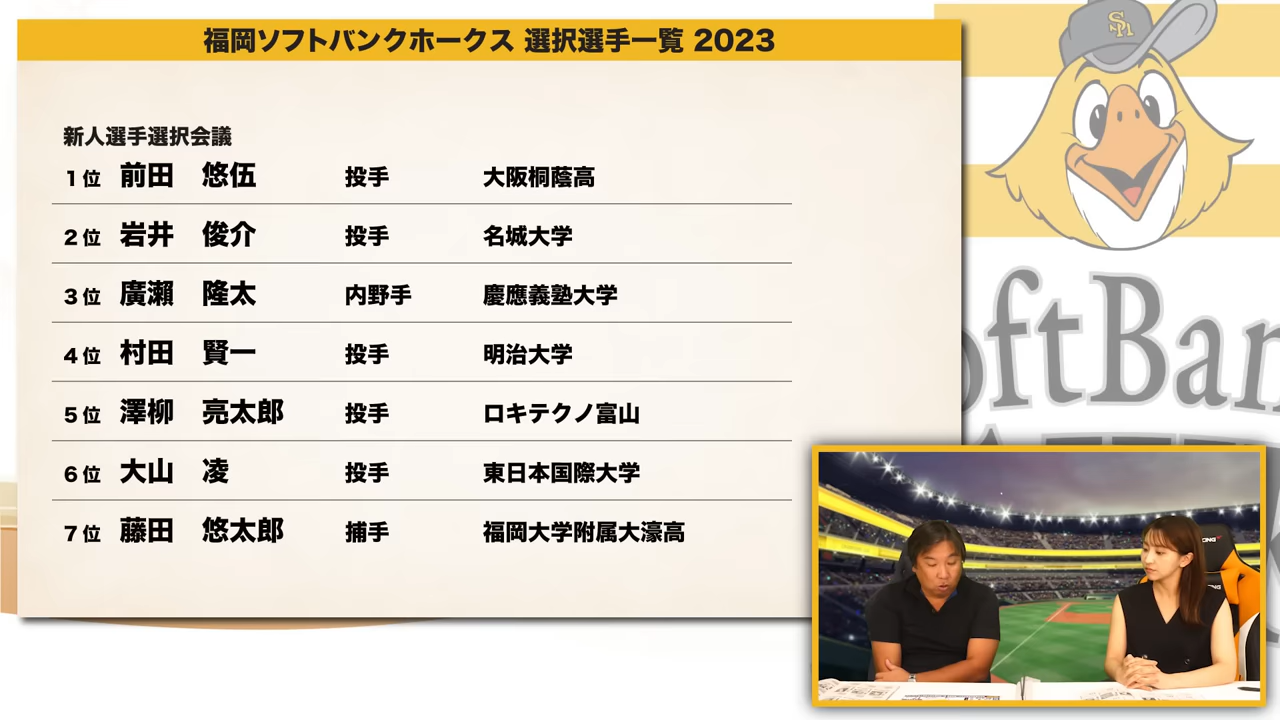 福岡ソフトバンクホークス 選択選手一覧 2023
新人選手選択会議
1位 前田 悠伍 投手 大阪桐蔭高
2位 岩井 俊介 投手 名城大学
3位 廣瀨 隆太 内野手 慶應義塾大学
4位 村田 賢一 投手 明治大学
5位 澤柳 亮太郎 投手 ロキテクノ富山
6位 大山 凌 投手 東日本国際大学
7位 藤田 悠太郎 捕手 福岡大学附属大濠高
SH
oftBan